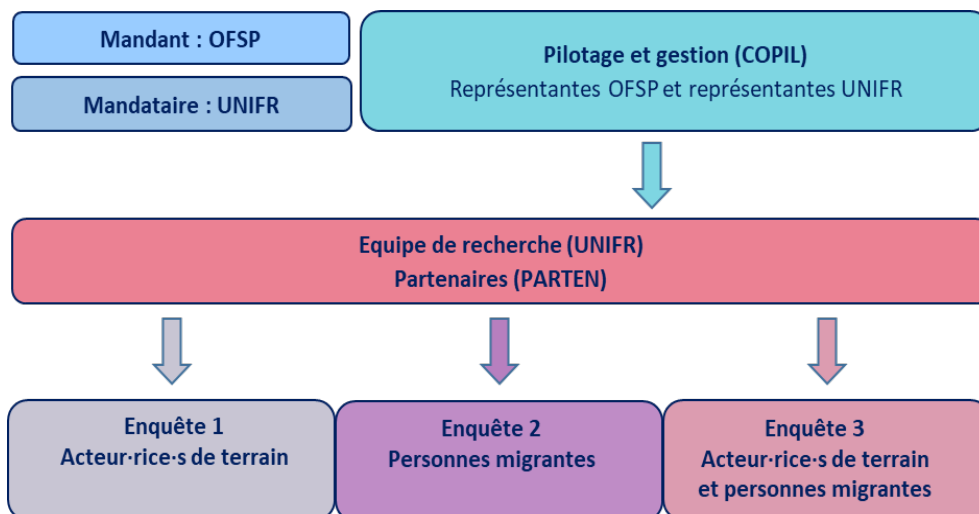 Mandant : OFSP
Mandataire : UNIFR
Pilotage et gestion (COPIL)
Représentantes OFSP et représentantes UNIFR
Equipe de recherche (UNIFR)
Partenaires (PARTEN)
Enquête 1
Acteur·rice·s de terrain
Enquête 2
Personnes migrantes
Enquête 3
Acteur·rice·s de terrain
et personnes migrantes